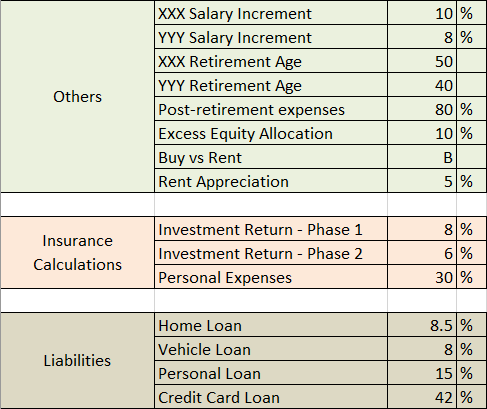 Others
XXX Salary Increment 10 %
YYY Salary Increment 8 %
XXX Retirement Age 50
YYY Retirement Age 40
Post-retirement expenses 80 %
Excess Equity Allocation 10 %
Buy vs Rent B
Rent Appreciation 5 %
Insurance
Calculations
Investment Return - Phase 1 8 %
Investment Return - Phase 2 6 %
Personal Expenses 30 %
Liabilities
Home Loan 8.5 %
Vehicle Loan 8 %
Personal Loan 15 %
Credit Card Loan 42 %